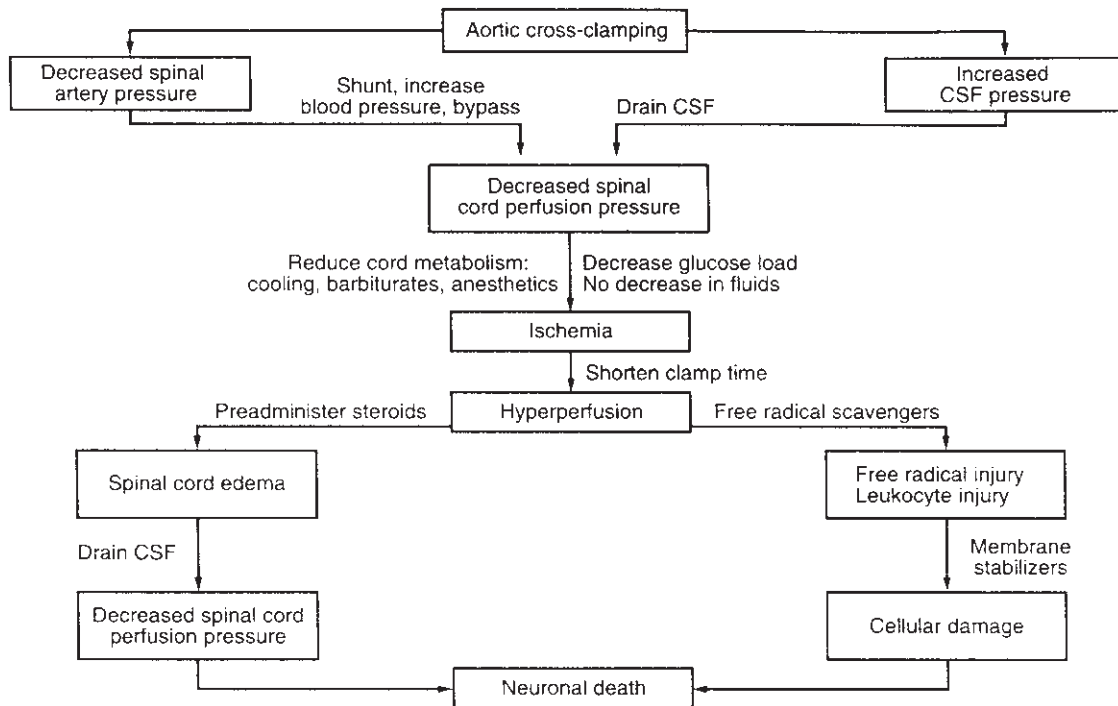 Aortic cross-clamping
Decreased spinal
artery pressure
Increased
CSF pressure
Shunt, increase
blood pressure, bypass
Drain CSF
Decreased spinal
cord perfusion pressure
Reduce cord metabolism:
cooling, barbiturates, anesthetics
Decrease glucose load
No decrease in fluids
Ischemia
Shorten clamp time
Preadminister steroids
Hyperperfusion
Free radical scavengers
Spinal cord edema
Free radical injury
Leukocyte injury
Drain CSF
Membrane
stabilizers
Decreased spinal cord
perfusion pressure
Cellular damage
Neuronal death